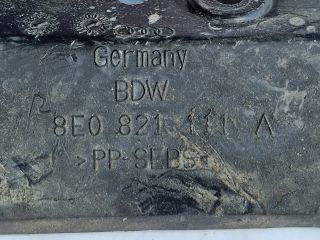 Germany
BDW
8E0 821 111 A
>PP-SEBS<